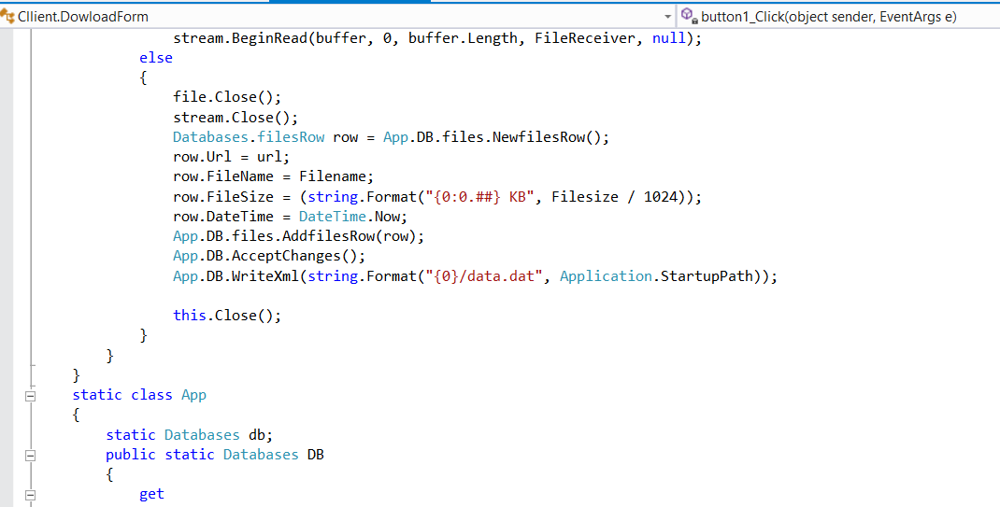 Cllient.DowloadForm
button1_Click(object sender, EventArgs e)
stream.BeginRead(buffer, 0, buffer.Length, FileReceiver, null);
else
{
file.Close();
stream.Close();
Databases.filesRow row = App.DB.files.NewfilesRow();
row.Url = url;
row.FileName = Filename;
row.FileSize = (string.Format("{0:0.##} KB", Filesize / 1024));
row.DateTime = DateTime.Now;
App.DB.files.AddfilesRow(row);
App.DB.AcceptChanges();
App.DB.WriteXml(string.Format("{0}/data.dat", Application.StartupPath));
this.Close();
}
}
}
static class App
{
static Databases db;
public static Databases DB
{
get